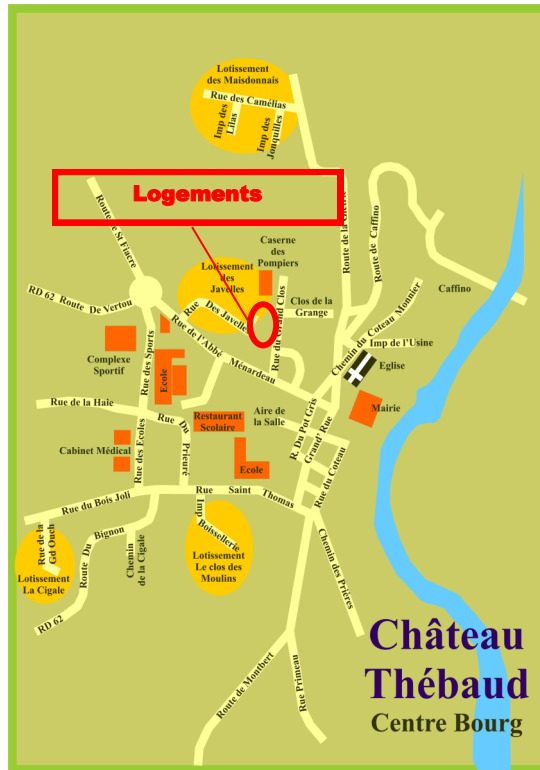 Lotissement
des Maisdonnais
Rue des Camélias
Imp des
Lilas
Imp des
Jonquilles
Logements
Route de St Fiacre
Route de la Gletrie
Route de Caffino
Caserne
des
Pompiers
Lotissement
des
Javelles
Caffino
RD 62 Route De Vertou
Rue Des Javelles
Clos de la
Grange
Rue du Grand Clos
Chemin du Coteau Monnier
Imp de l'Usine
Rue de l'Abbé Ménardeau
Eglise
Complexe
Sportif
Rue des Sports
Ecole
Rue de la Haie
Rue Du Prieuré
Restaurant
Scolaire
Aire de
la Salle
R. Du Pot Gris
Grand' Rue
Mairie
Cabinet Médical
Rue des Ecoles
Ecole
Rue du Coteau
Rue du Bois Joli
Rue Saint Thomas
Imp Boissellerie
Rue de la
Gd Ouch
Route Du Bignon
Chemin
de la Cigale
Lotissement
Le clos des
Moulins
Chemin des Prières
Lotissement
La Cigale
RD 62
Château
Thébaud
Centre Bourg
Route de Montbert
Rue Primeau